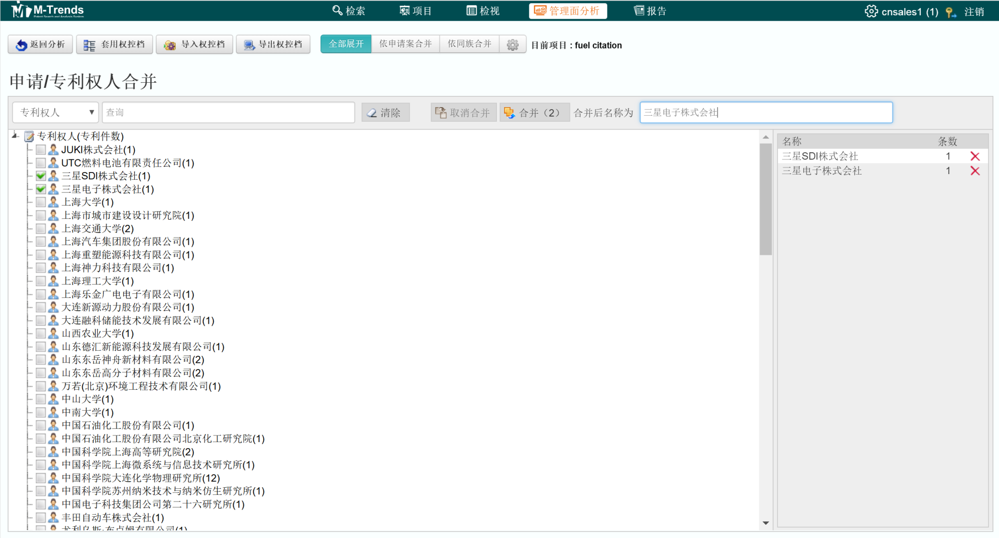 M-Trends
Patent Search and Analysis System
检索
项目
检视
管理面分析
报告
cnsales1 (1)
注销
返回分析
套用权控档
导入权控档
导出权控档
全部展开
依申请案合并
依同族合并
目前项目 : fuel citation
申请/专利权人合并
专利权人
查询
清除
取消合并
合并（2）
合并后名称为
三星电子株式会社
专利权人(专利件数)
JUKI株式会社(1)
UTC燃料电池有限责任公司(1)
三星SDI株式会社(1)
三星电子株式会社(1)
上海大学(1)
上海市城市建设设计研究院(1)
上海交通大学(2)
上海汽车集团股份有限公司(1)
上海重塑能源科技有限公司(1)
上海神力科技有限公司(1)
上海理工大学(1)
上海乐金广电电子有限公司(1)
大连新源动力股份有限公司(1)
大连融科储能技术发展有限公司(1)
山西农业大学(1)
山东德汇新能源科技发展有限公司(1)
山东东岳神舟新材料有限公司(2)
山东东岳高分子材料有限公司(2)
万若(北京)环境工程技术有限公司(1)
中山大学(1)
中南大学(1)
中国石油化工股份有限公司(1)
中国石油化工股份有限公司北京化工研究院(1)
中国科学院上海高等研究院(2)
中国科学院上海微系统与信息技术研究所(1)
中国科学院大连化学物理研究所(12)
中国科学院苏州纳米技术与纳米仿生研究所(1)
中国电子科技集团公司第二十六研究所(1)
丰田自动车株式会社(1)
尤利乌斯·布卢姆有限公司(1)
名称 条数
三星SDI株式会社 1
三星电子株式会社 1